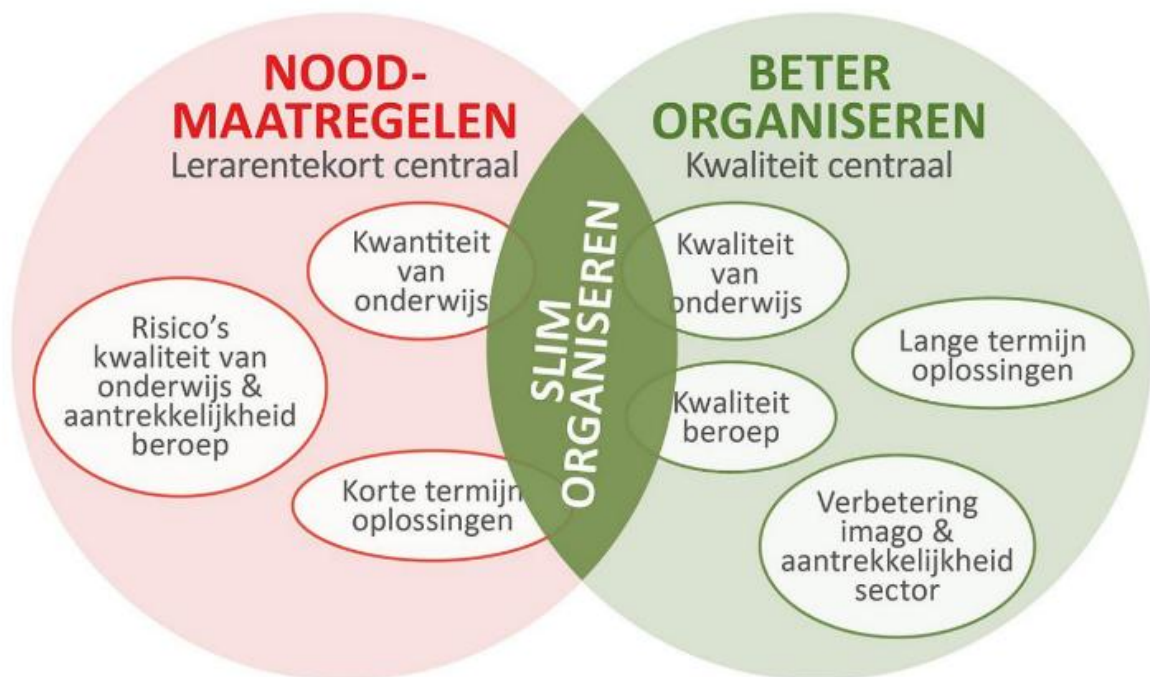 NOOD-
MAATREGELEN
Lerarentekort centraal
Kwantiteit
van
onderwijs
Risico's
kwaliteit van
onderwijs &
aantrekkelijkheid
beroep
Korte termijn
oplossingen
SLIM
ORGANISEREN
BETER
ORGANISEREN
Kwaliteit centraal
Kwaliteit
van
onderwijs
Lange termijn
oplossingen
Kwaliteit
beroep
Verbetering
imago &
aantrekkelijkheid
sector